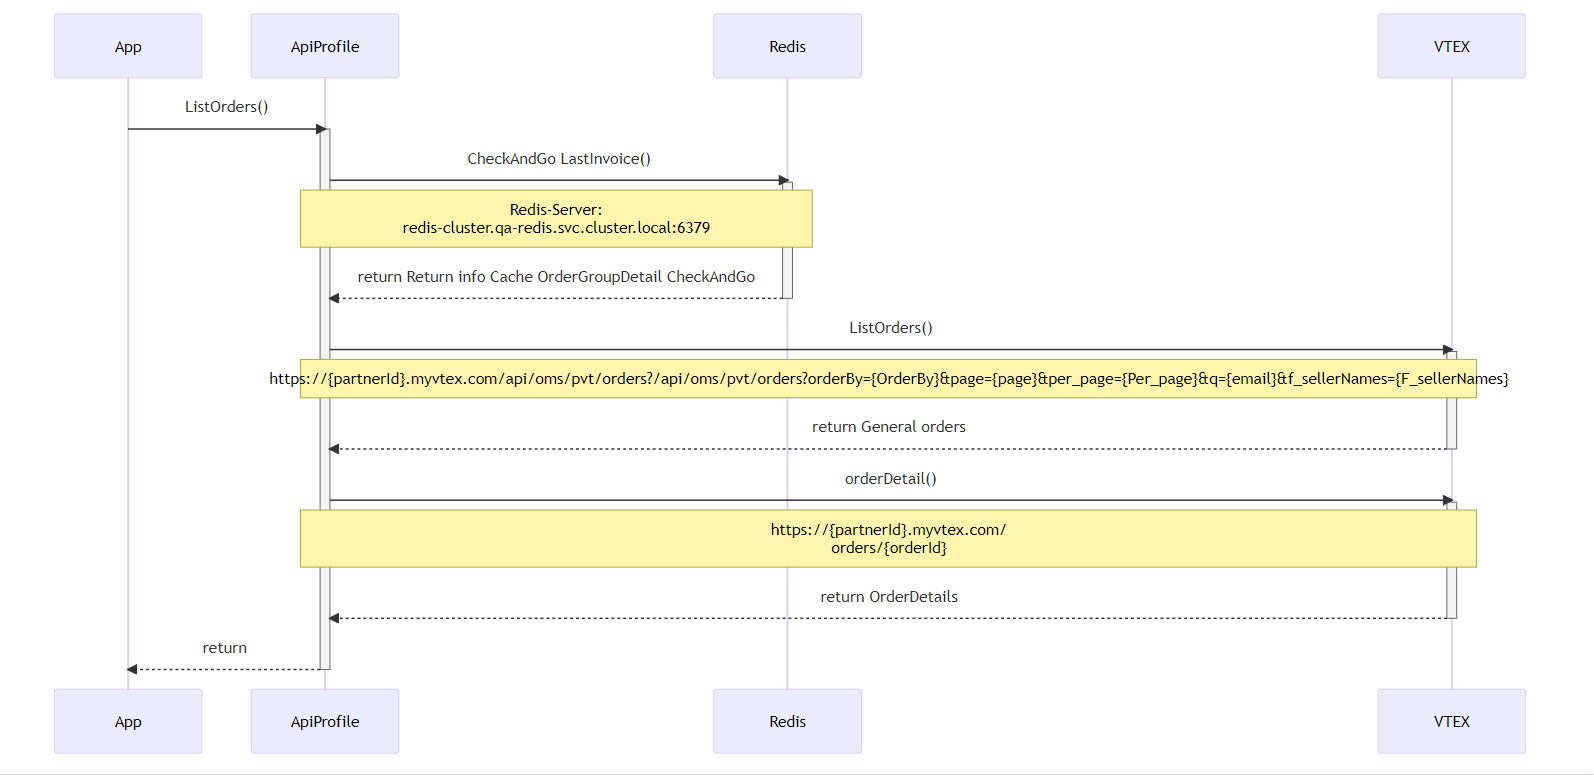 App
ApiProfile
Redis
VTEX
ListOrders()
CheckAndGo LastInvoice()
Redis-Server:
redis-cluster.qa-redis.svc.cluster.local:6379
return Return info Cache OrderGroupDetail CheckAndGo
ListOrders()
https://{partnerId}.myvtex.com/api/oms/pvt/orders?/api/oms/pvt/orders?orderBy={OrderBy}&page={page}&per_page={Per_page}&q={email}&f_sellerNames={F_sellerNames}
return General orders
orderDetail()
https://{partnerId}.myvtex.com/
orders/{orderId}
return OrderDetails
return
App
ApiProfile
Redis
VTEX